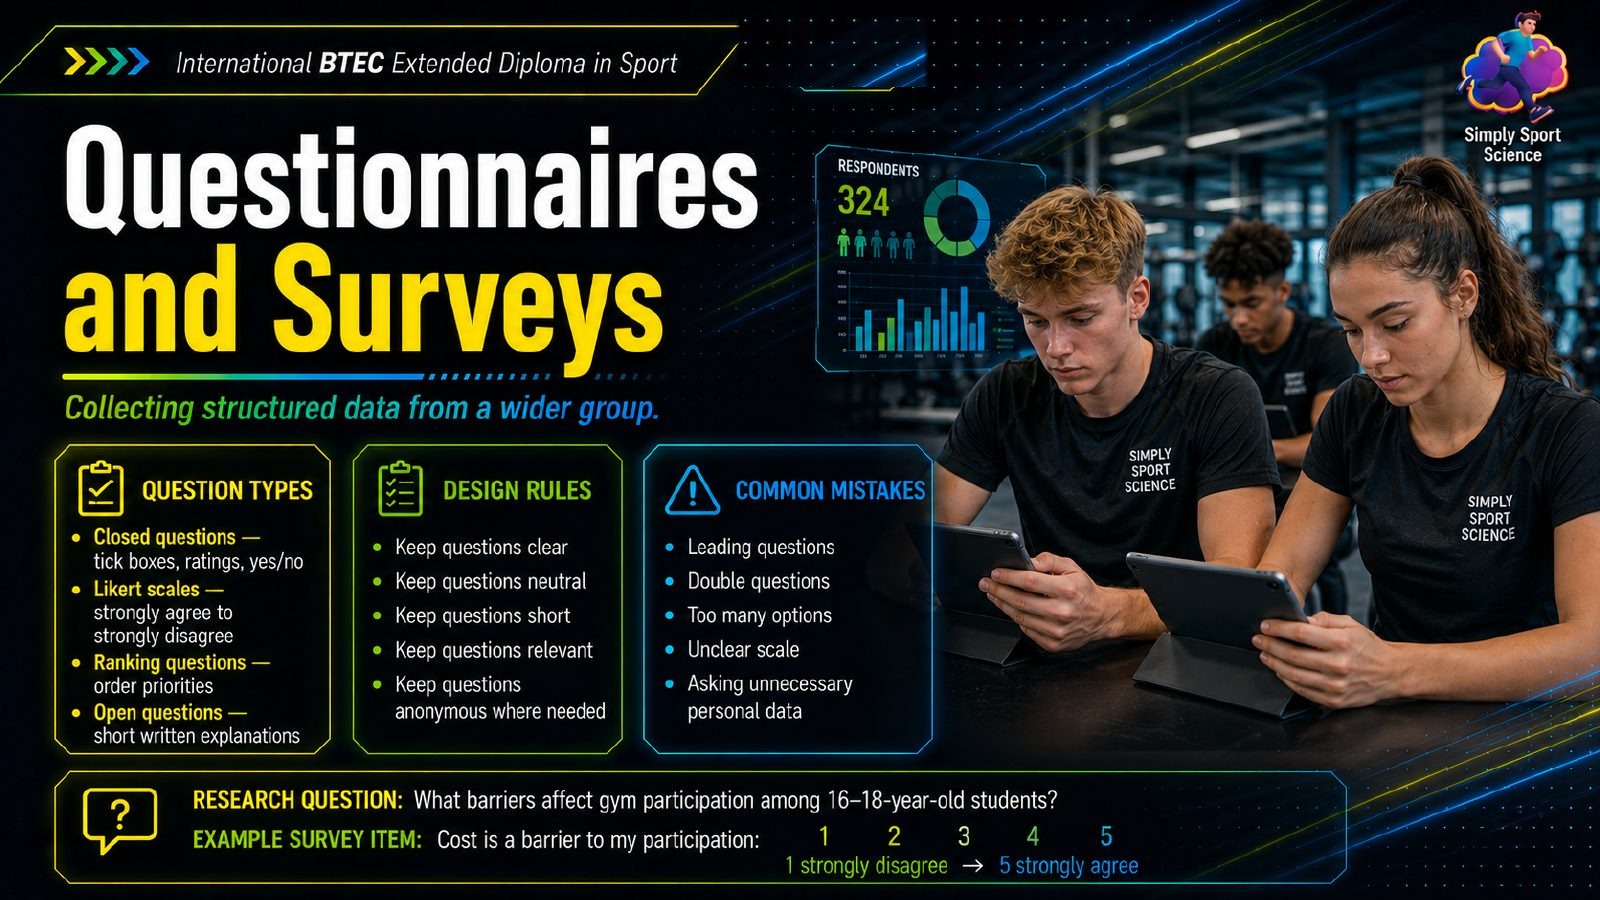 International BTEC Extended Diploma in Sport
Simply Sport
Science
Questionnaires
and Surveys
Collecting structured data from a wider group.
RESPONDENTS
324
QUESTION TYPES
• Closed questions —
tick boxes, ratings, yes/no
• Likert scales —
strongly agree to
strongly disagree
• Ranking questions —
order priorities
• Open questions —
short written explanations
DESIGN RULES
• Keep questions clear
• Keep questions neutral
• Keep questions short
• Keep questions relevant
• Keep questions
anonymous where needed
COMMON MISTAKES
• Leading questions
• Double questions
• Too many options
• Unclear scale
• Asking unnecessary
personal data
SIMPLY
SPORT
SCIENCE
SIMPLY
SPORT
SCIENCE
RESEARCH QUESTION: What barriers affect gym participation among 16–18-year-old students?
EXAMPLE SURVEY ITEM: Cost is a barrier to my participation: 1 2 3 4 5
1 strongly disagree → 5 strongly agree